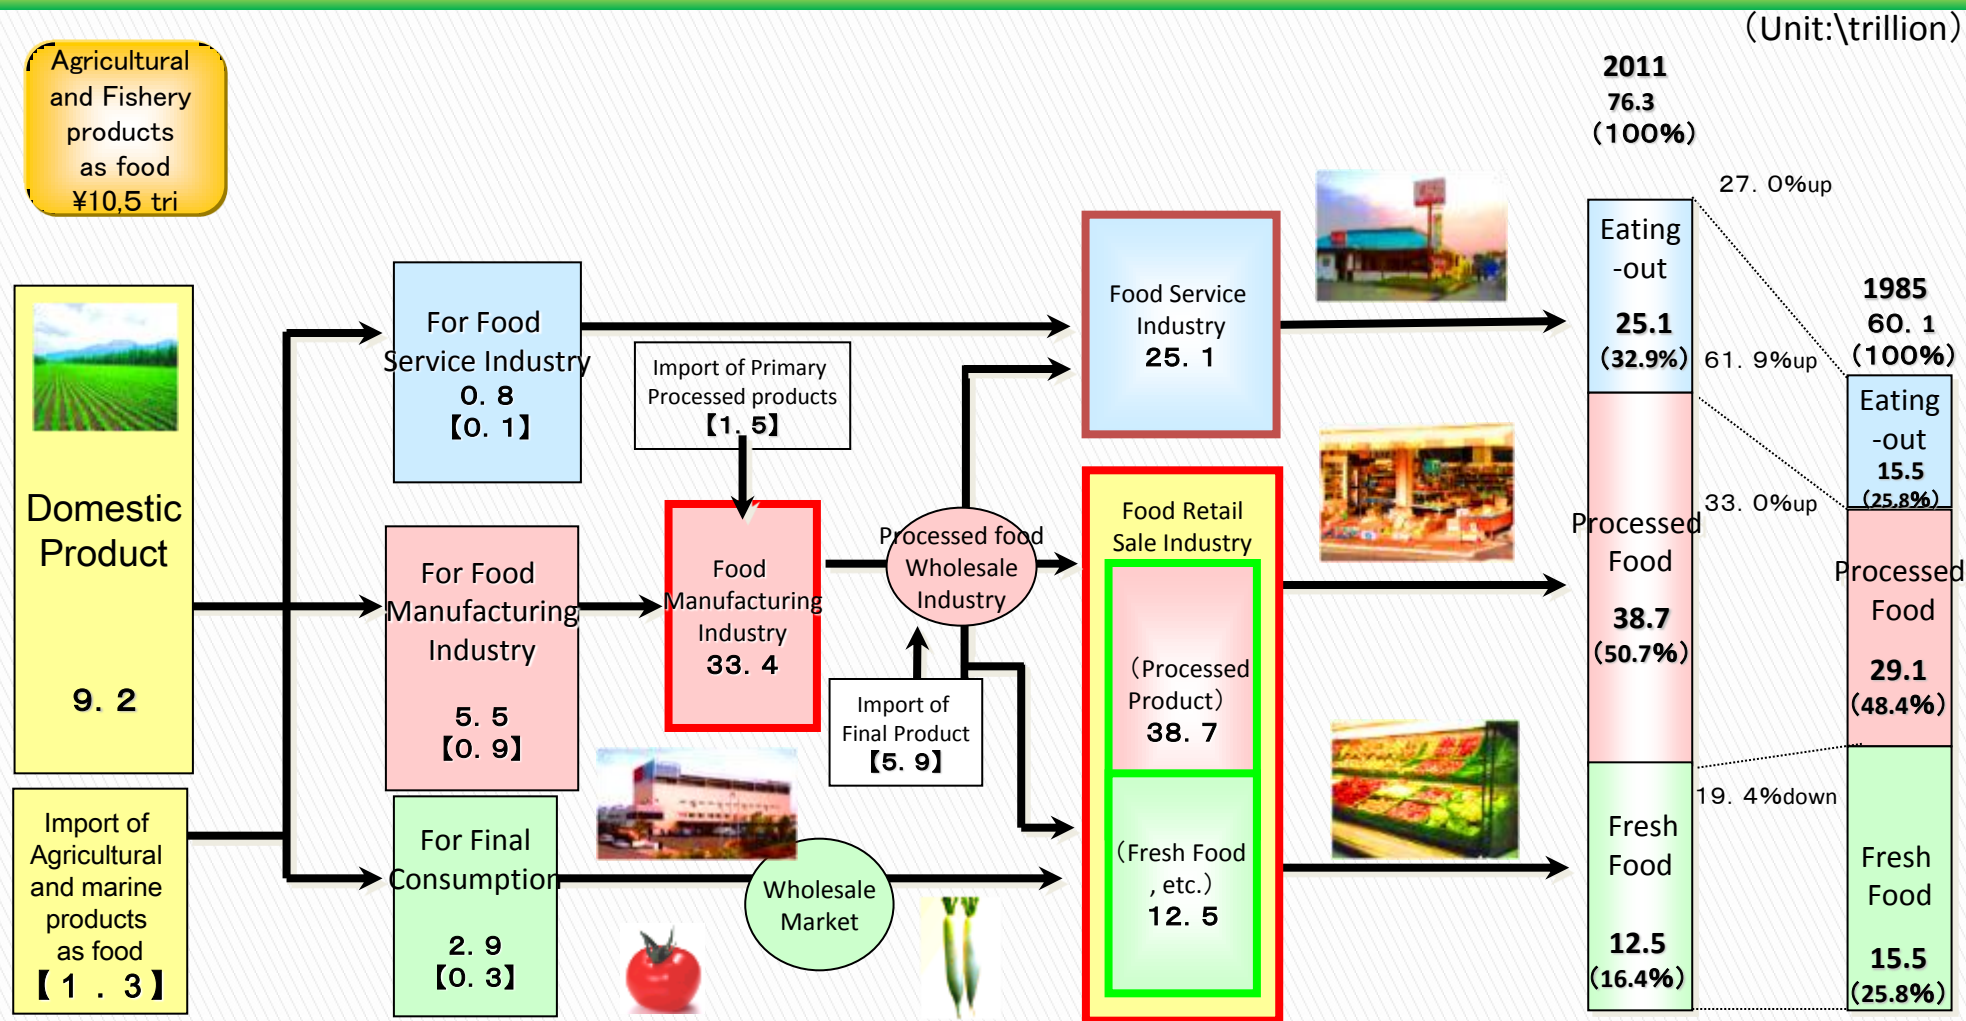 （Unit:\trillion）
Agricultural
and Fishery
products
as food
¥10,5 tri
Domestic
Product
9. 2
Import of
Agricultural
and marine
products
as food
【1 . 3】
For Food
Service Industry
0. 8
【0. 1】
For Food
Manufacturing
Industry
5. 5
【0. 9】
For Final
Consumption
2. 9
【0. 3】
Import of Primary
Processed products
【1. 5】
Food
Manufacturing
Industry
33. 4
Processed food
Wholesale
Industry
Import of
Final Product
【5. 9】
Wholesale
Market
Food Service
Industry
25. 1
Food Retail
Sale Industry
（Processed
Product）
38. 7
（Fresh Food
, etc.）
12. 5
2011
76.3
（100%）
Eating
-out
25.1
（32.9%）
Processed
Food
38.7
（50.7%）
Fresh
Food
12.5
（16.4%）
27. 0%up
61. 9%up
33. 0%up
19. 4%down
1985
60. 1
（100%）
Eating
-out
15.5
（25.8%）
Processed
Food
29.1
（48.4%）
Fresh
Food
15.5
（25.8%）